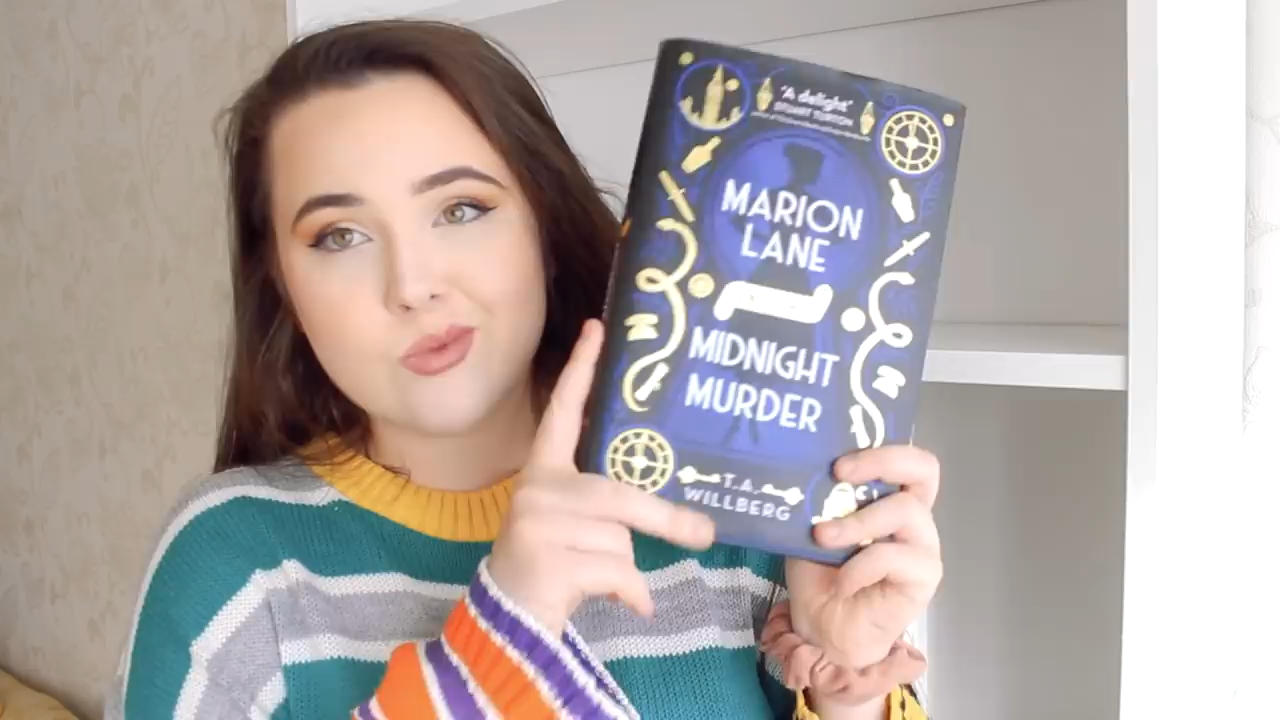 'A delight'
STUART TURTON
MARION
LANE
MIDNIGHT
MURDER
T.A.
WILLBERG